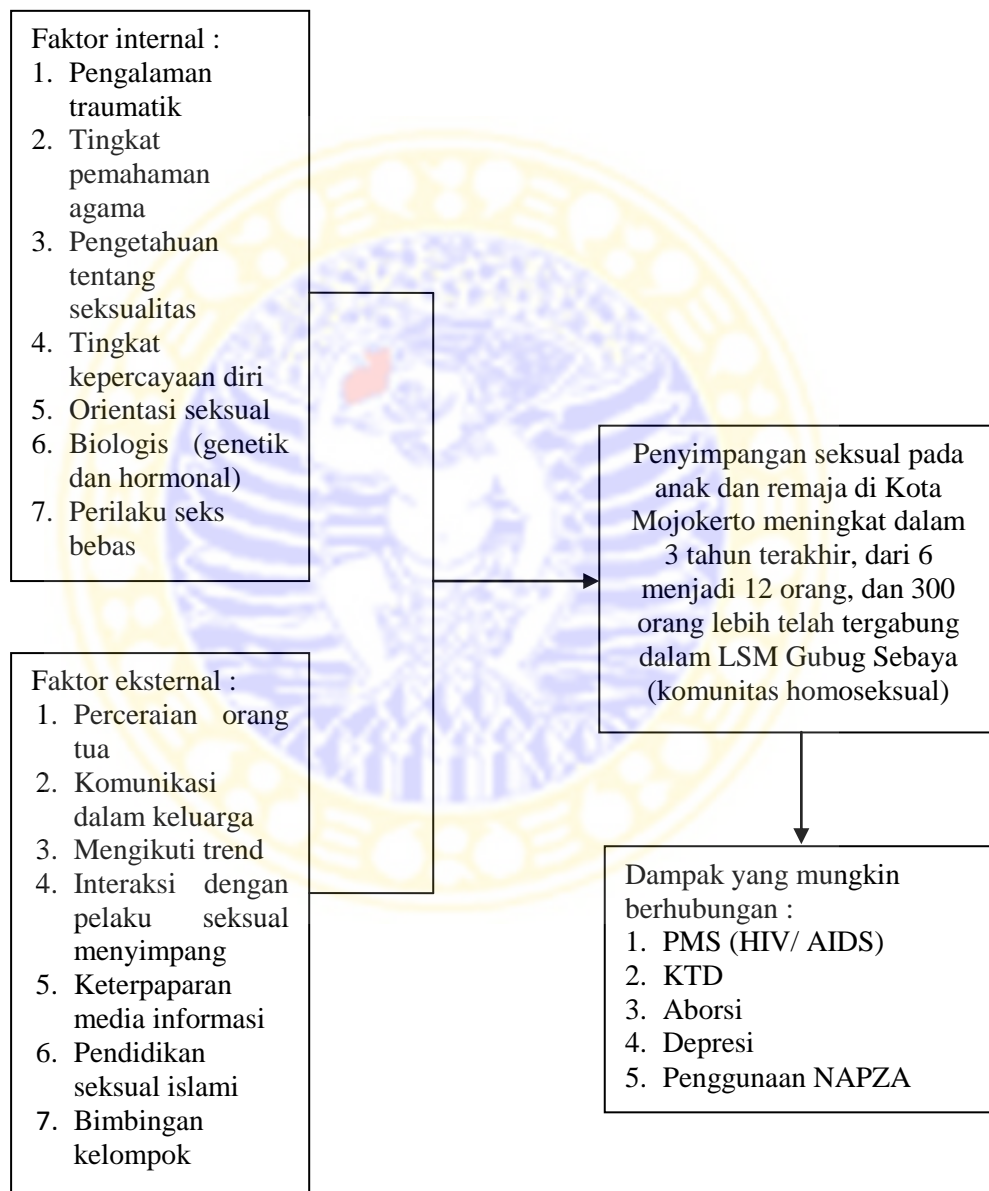 Faktor internal :
1. Pengalaman
traumatik
2. Tingkat
pemahaman
agama
3. Pengetahuan
tentang
seksualitas
4. Tingkat
kepercayaan diri
5. Orientasi seksual
6. Biologis (genetik
dan hormonal)
7. Perilaku seks
bebas
Faktor eksternal :
1. Perceraian orang
tua
2. Komunikasi
dalam keluarga
3. Mengikuti trend
4. Interaksi dengan
pelaku seksual
menyimpang
5. Keterpaparan
media informasi
6. Pendidikan
seksual islami
7. Bimbingan
kelompok
Penyimpangan seksual pada
anak dan remaja di Kota
Mojokerto meningkat dalam
3 tahun terakhir, dari 6
menjadi 12 orang, dan 300
orang lebih telah tergabung
dalam LSM Gubug Sebaya
(komunitas homoseksual)
Dampak yang mungkin
berhubungan :
1. PMS (HIV/ AIDS)
2. KTD
3. Aborsi
4. Depresi
5. Penggunaan NAPZA